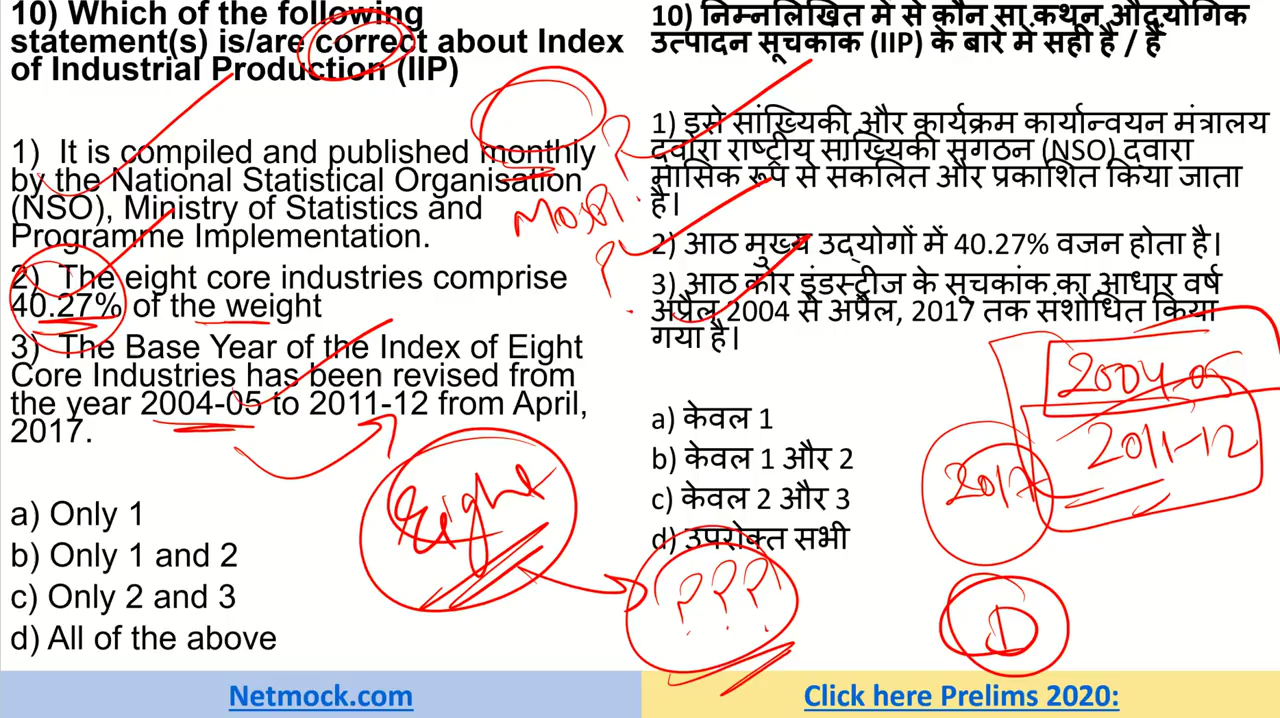 10) Which of the following
statement(s) is/are correct about Index
of Industrial Production (IIP)
1) It is compiled and published monthly
by the National Statistical Organisation
(NSO), Ministry of Statistics and
Programme Implementation.
2) The eight core industries comprise
40.27% of the weight
3) The Base Year of the Index of Eight
Core Industries has been revised from
the year 2004-05 to 2011-12 from April,
2017.
a) Only 1
b) Only 1 and 2
c) Only 2 and 3
d) All of the above
Eight
10) निम्नलिखित में से कौन सा कथन औद्योगिक
उत्पादन सूचकांक (IIP) के बारे में सही है / हैं
1) इसे सांख्यिकी और कार्यक्रम कार्यान्वयन मंत्रालय
द्वारा राष्ट्रीय सांख्यिकी संगठन (NSO) द्वारा
मासिक रूप से संकलित और प्रकाशित किया जाता
है।
2) आठ मुख्य उद्योगों में 40.27% वजन होता है।
3) आठ कोर इंडस्ट्रीज के सूचकांक का आधार वर्ष
अप्रैल 2004 से अप्रैल, 2017 तक संशोधित किया
गया है।
a) केवल 1
b) केवल 1 और 2
c) केवल 2 और 3
d) उपरोक्त सभी
2004-05
2011-12
2017
???
D
Netmock.com
Click here Prelims 2020: